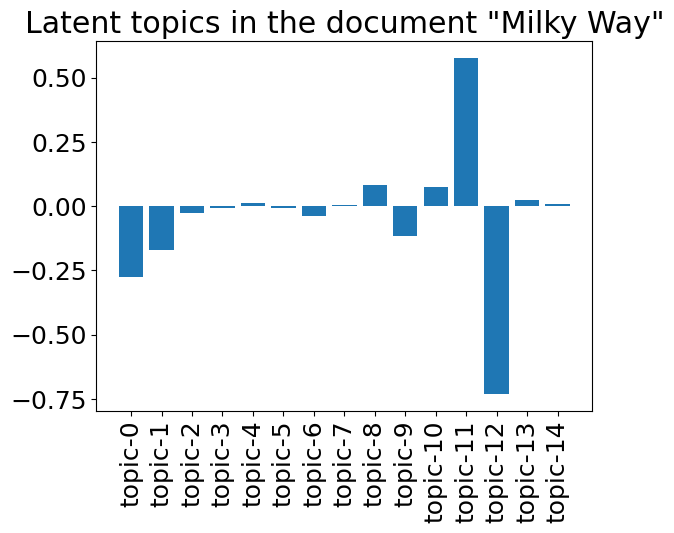 Latent topics in the document "Milky Way"
0.50
0.25
0.00
−0.25
−0.50
−0.75
topic-0
topic-1
topic-2
topic-3
topic-4
topic-5
topic-6
topic-7
topic-8
topic-9
topic-10
topic-11
topic-12
topic-13
topic-14